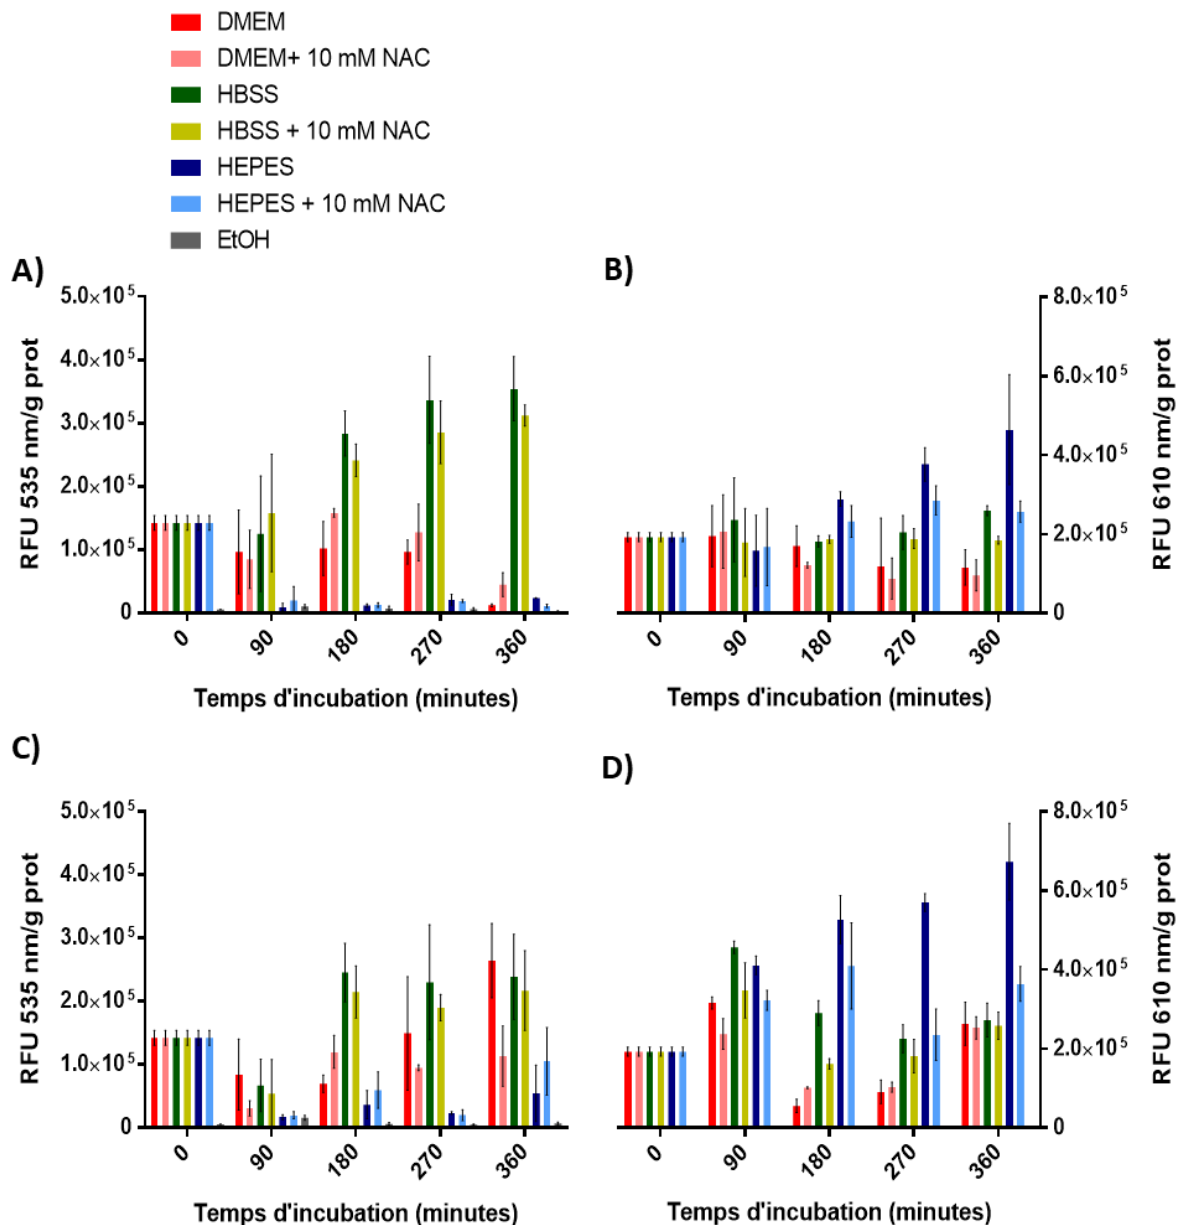 DMEM
DMEM+ 10 mM NAC
HBSS
HBSS + 10 mM NAC
HEPES
HEPES + 10 mM NAC
EtOH
A)
RFU 535 nm/g prot
5.0×10⁵
4.0×10⁵
3.0×10⁵
2.0×10⁵
1.0×10⁵
0
0 90 180 270 360
Temps d'incubation (minutes)
B)
8.0×10⁵
6.0×10⁵
4.0×10⁵
2.0×10⁵
0
RFU 610 nm/g prot
0 90 180 270 360
Temps d'incubation (minutes)
C)
RFU 535 nm/g prot
5.0×10⁵
4.0×10⁵
3.0×10⁵
2.0×10⁵
1.0×10⁵
0
0 90 180 270 360
Temps d'incubation (minutes)
D)
8.0×10⁵
6.0×10⁵
4.0×10⁵
2.0×10⁵
0
RFU 610 nm/g prot
0 90 180 270 360
Temps d'incubation (minutes)